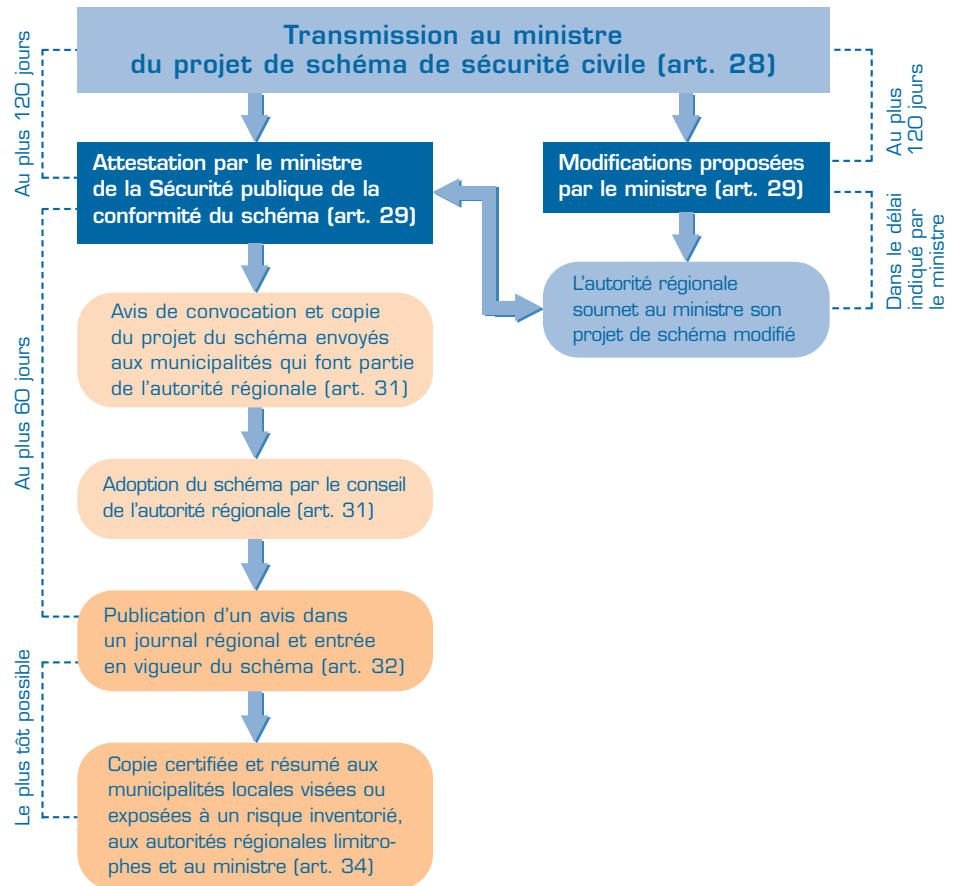 Transmission au ministre
du projet de schéma de sécurité civile (art. 28)
Au plus 120 jours
Au plus
120 jours
Attestation par le ministre
de la Sécurité publique de la
conformité du schéma (art. 29)
Modifications proposées
par le ministre (art. 29)
Dans le délai
indiqué par
le ministre
L'autorité régionale
soumet au ministre son
projet de schéma modifié
Avis de convocation et copie
du projet du schéma envoyés
aux municipalités qui font partie
de l'autorité régionale (art. 31)
Au plus 60 jours
Adoption du schéma par le conseil
de l'autorité régionale (art. 31)
Publication d'un avis dans
un journal régional et entrée
en vigueur du schéma (art. 32)
Le plus tôt possible
Copie certifiée et résumé aux
municipalités locales visées ou
exposées à un risque inventorié,
aux autorités régionales limitro-
phes et au ministre (art. 34)